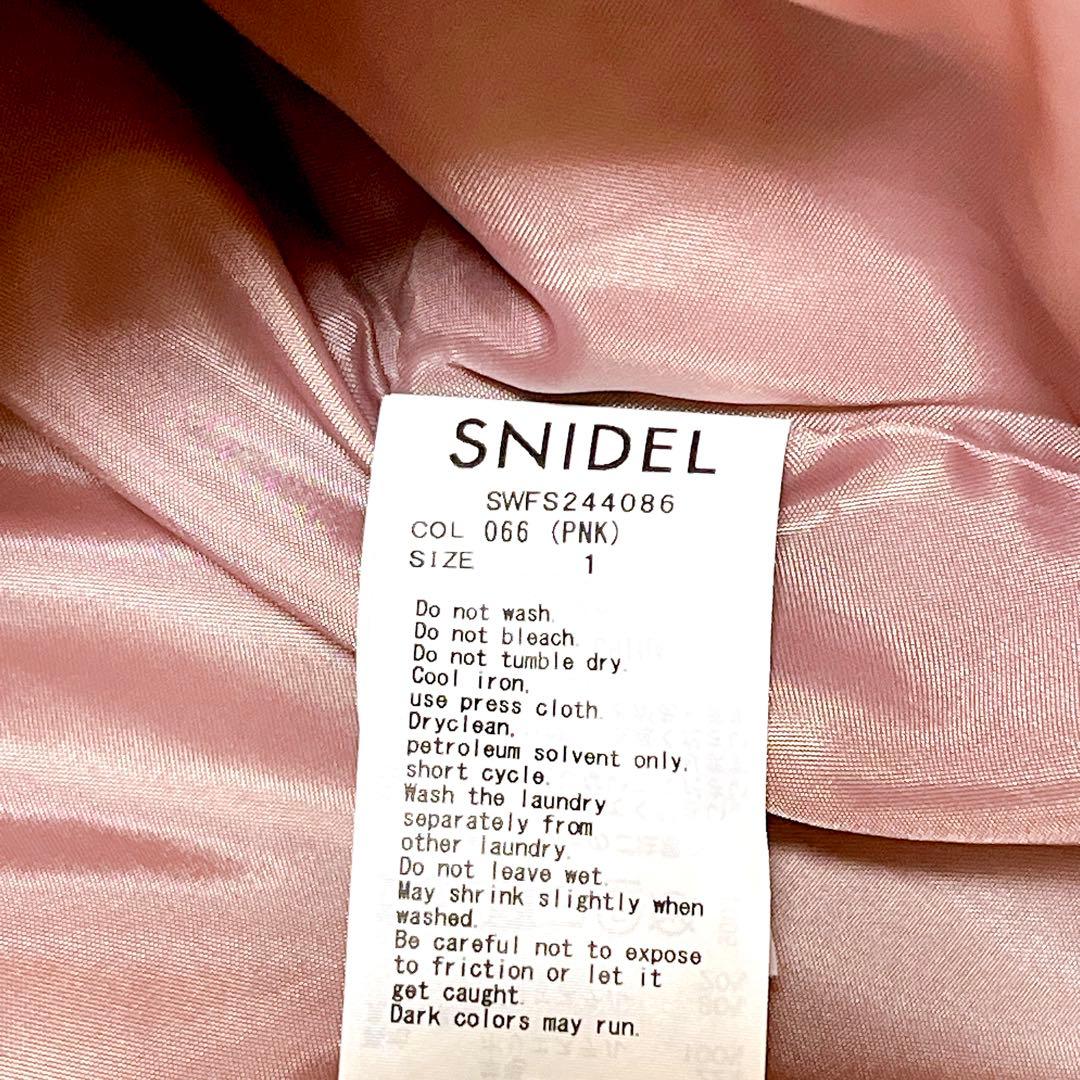 SNIDEL
SWFS244086
COL 066 (PNK)
SIZE 1
Do not wash.
Do not bleach.
Do not tumble dry.
Cool iron,
use press cloth.
Dryclean,
petroleum solvent only,
short cycle.
Wash the laundry
separately from
other laundry.
Do not leave wet.
May shrink slightly when
washed.
Be careful not to expose
to friction or let it
get caught.
Dark colors may run.